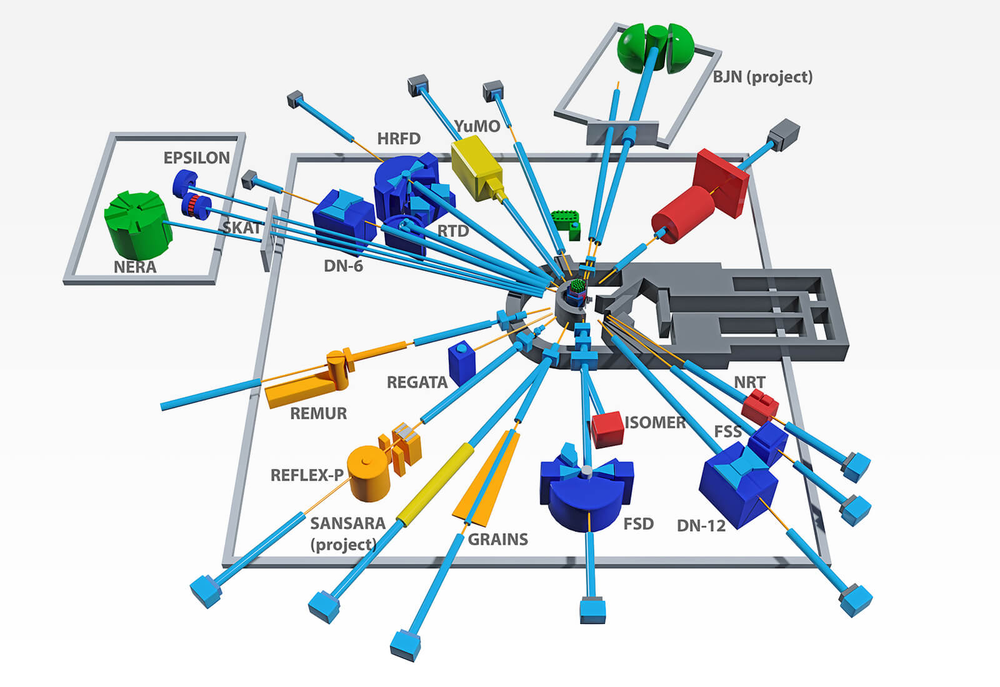 BJN (project)
YuMO
HRFD
EPSILON
SKAT
RTD
NERA
DN-6
REGATA
NRT
REMUR
ISOMER
FSS
REFLEX-P
SANSARA
(project)
GRAINS
FSD
DN-12